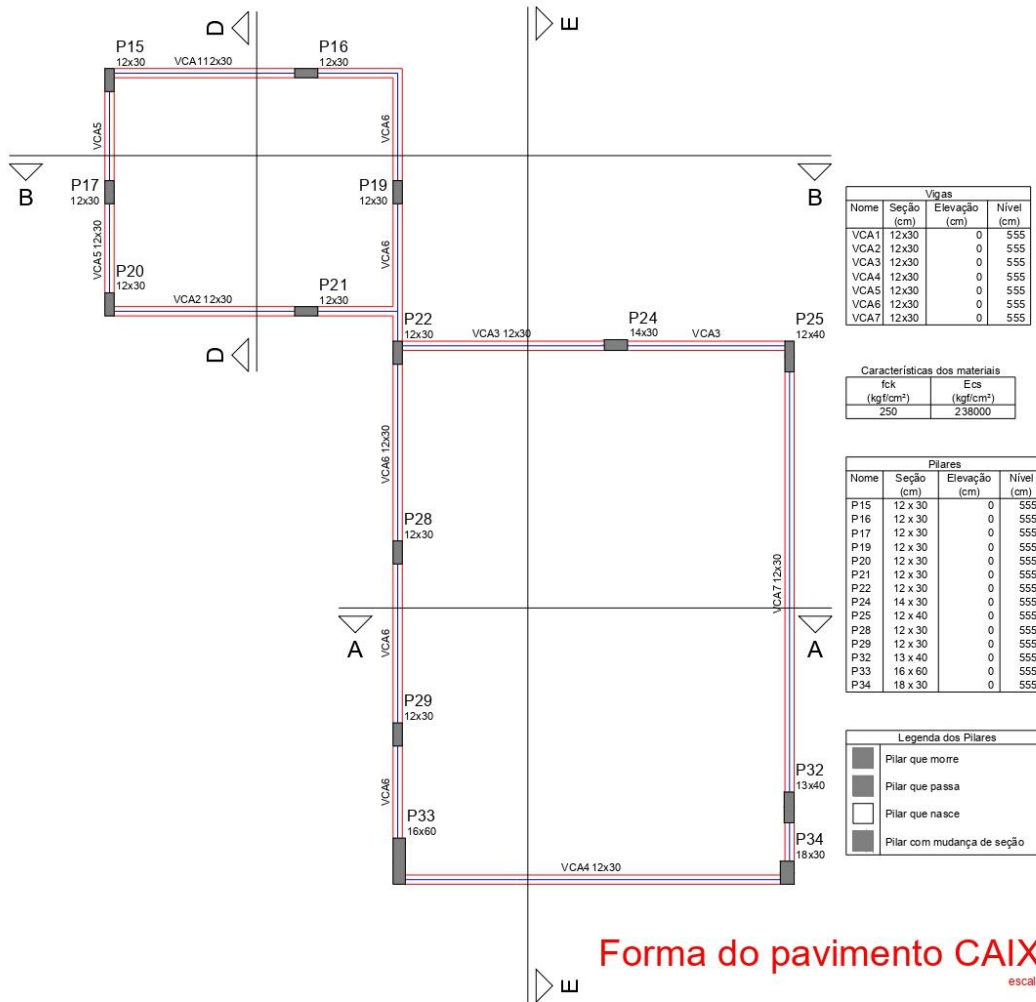 D
E
P15
12x30
VCA112x30
P16
12x30
VCA5
VCA6
B
B
P17
12x30
P19
12x30
VCA5 12x30
VCA6
P20
12x30
VCA2 12x30
P21
12x30
D
P22
12x30
VCA3 12x30
P24
14x30
VCA3
P25
12x40
VCA6 12x30
P28
12x30
VCA7 12x30
A
A
VCA6
P29
12x30
VCA6
P32
13x40
P33
16x60
P34
18x30
VCA4 12x30
E
Vigas
Nome Seção (cm) Elevação (cm) Nível (cm)
VCA1 12x30 0 555
VCA2 12x30 0 555
VCA3 12x30 0 555
VCA4 12x30 0 555
VCA5 12x30 0 555
VCA6 12x30 0 555
VCA7 12x30 0 555
Características dos materiais
fck (kgf/cm²) Ecs (kgf/cm²)
250 238000
Pilares
Nome Seção (cm) Elevação (cm) Nível (cm)
P15 12 x 30 0 555
P16 12 x 30 0 555
P17 12 x 30 0 555
P19 12 x 30 0 555
P20 12 x 30 0 555
P21 12 x 30 0 555
P22 12 x 30 0 555
P24 14 x 30 0 555
P25 12 x 40 0 555
P28 12 x 30 0 555
P29 12 x 30 0 555
P32 13 x 40 0 555
P33 16 x 60 0 555
P34 18 x 30 0 555
Legenda dos Pilares
Pilar que morre
Pilar que passa
Pilar que nasce
Pilar com mudança de seção
Forma do pavimento CAIX
escal